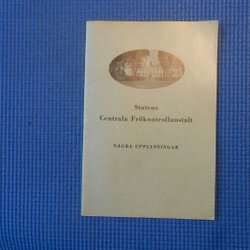 Statens
Centrala Frökontrollanstalt
NÅGRA UPPLYSNINGAR